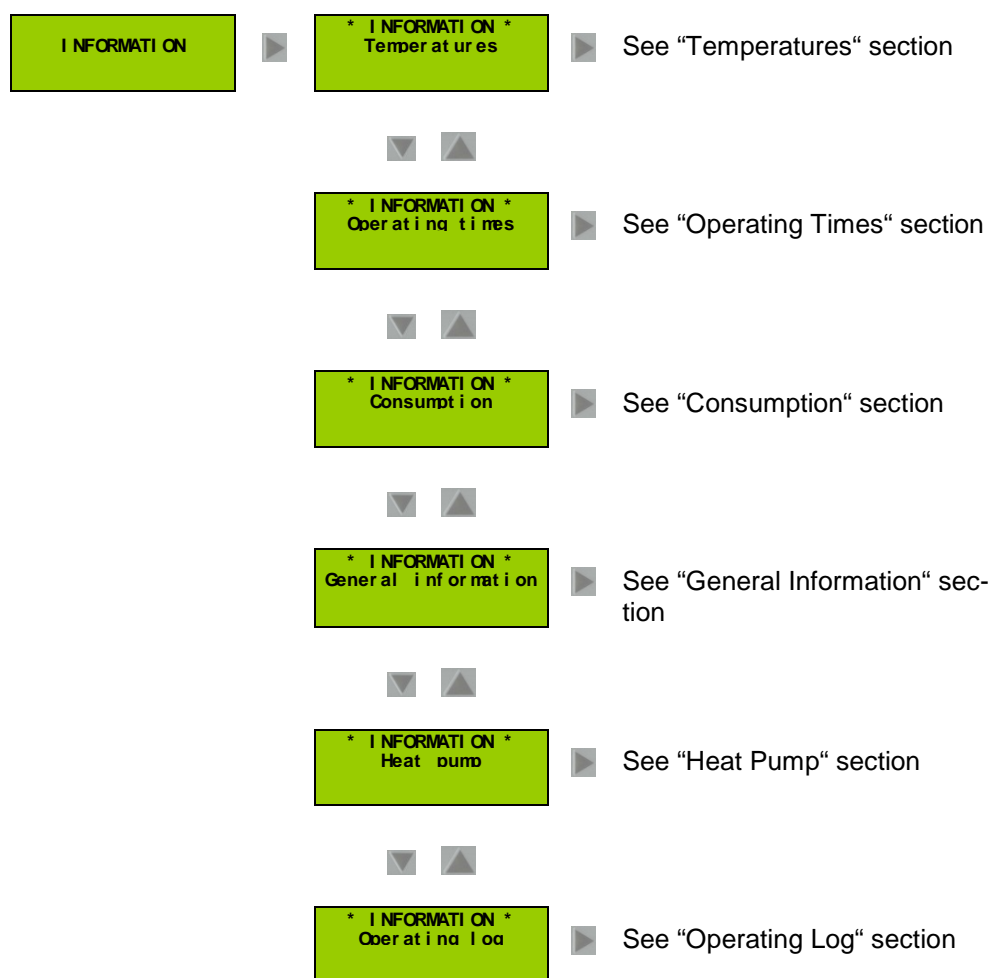 INFORMATION
* INFORMATION *
Temperatures
See “Temperatures“ section
* INFORMATION *
Operating times
See “Operating Times“ section
* INFORMATION *
Consumption
See “Consumption“ section
* INFORMATION *
General information
See “General Information“ sec-
tion
* INFORMATION *
Heat pump
See “Heat Pump“ section
* INFORMATION *
Operating log
See “Operating Log“ section